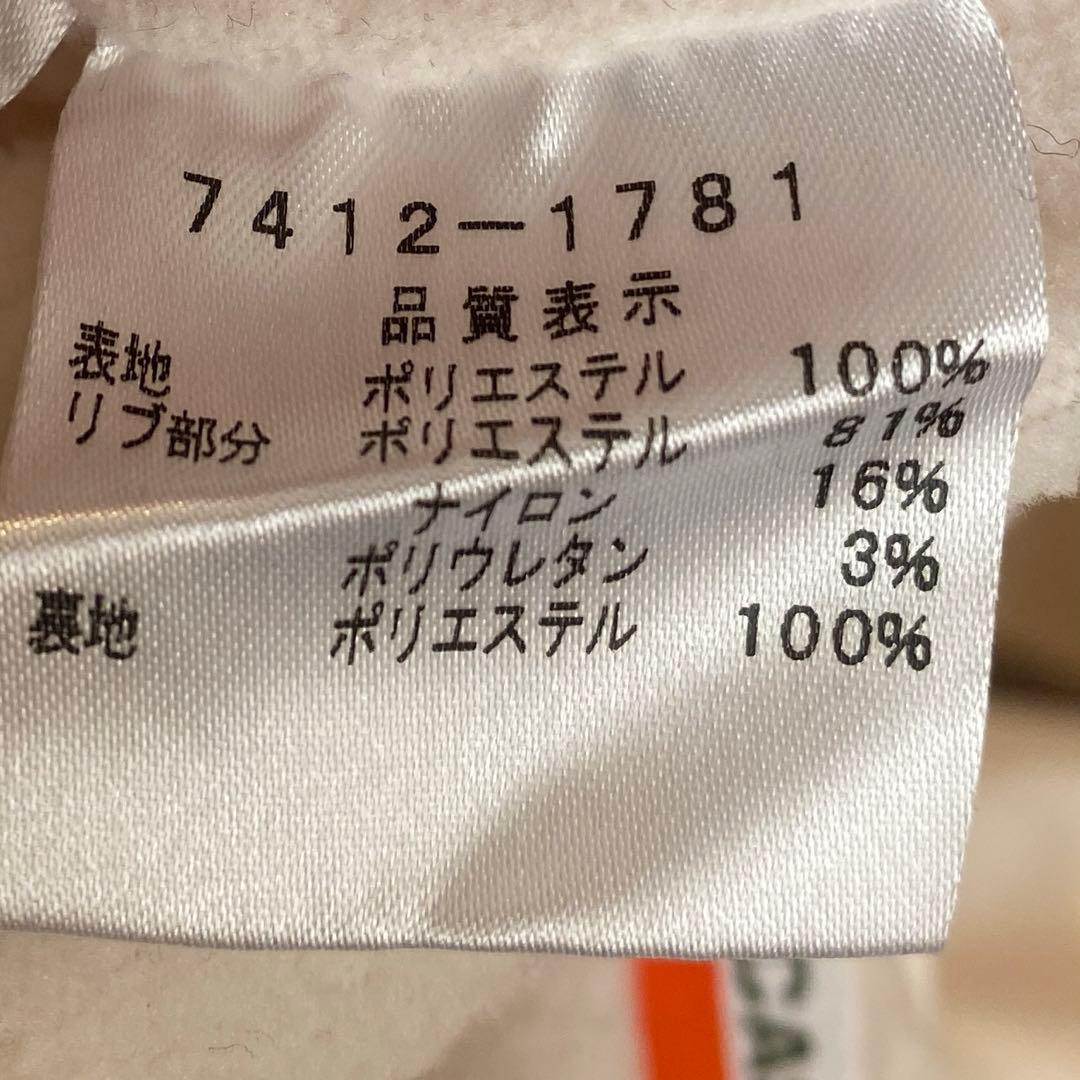 7412-1781
品質表示
表地 ポリエステル 100%
リブ部分 ポリエステル 81%
ナイロン 16%
ポリウレタン 3%
裏地 ポリエステル 100%
CA